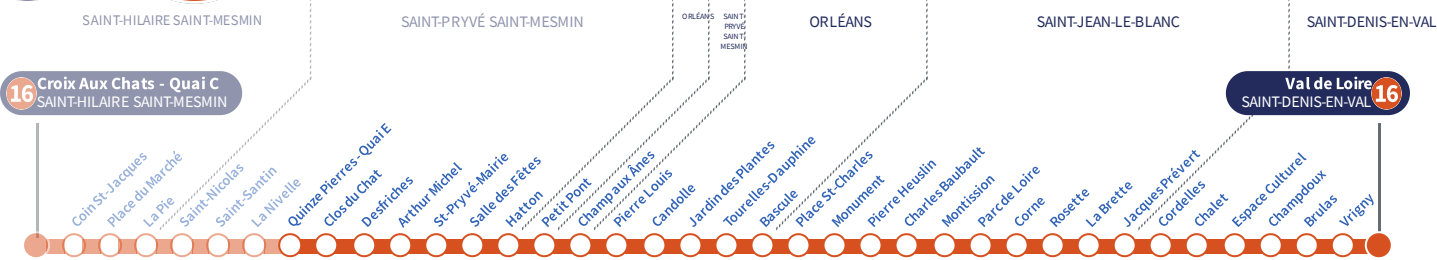 SAINT-HILAIRE SAINT-MESMIN
SAINT-PRYVÉ SAINT-MESMIN
ORLÉANS
SAINT-
PRYVÉ
SAINT-
MESMIN
ORLÉANS
SAINT-JEAN-LE-BLANC
SAINT-DENIS-EN-VAL
16
Croix Aux Chats - Quai C
SAINT-HILAIRE SAINT-MESMIN
Val de Loire
SAINT-DENIS-EN-VAL
16
Coin St-Jacques
Place du Marché
La Pie
Saint-Nicolas
Saint-Santin
La Nivelle
Quinze Pierres - Quai E
Clos du Chat
Desfriches
Arthur Michel
St-Pryvé-Mairie
Salle des Fêtes
Hatton
Petit Pont
Champ aux Ânes
Pierre Louis
Candolle
Jardin des Plantes
Tourelles-Dauphine
Bascule
Place St-Charles
Monument
Pierre Heuslin
Charles Baubault
Montission
Parc de Loire
Corne
Rosette
La Brette
Jacques Prévert
Cordelles
Chalet
Espace Culturel
Champdoux
Brulas
Vrigny